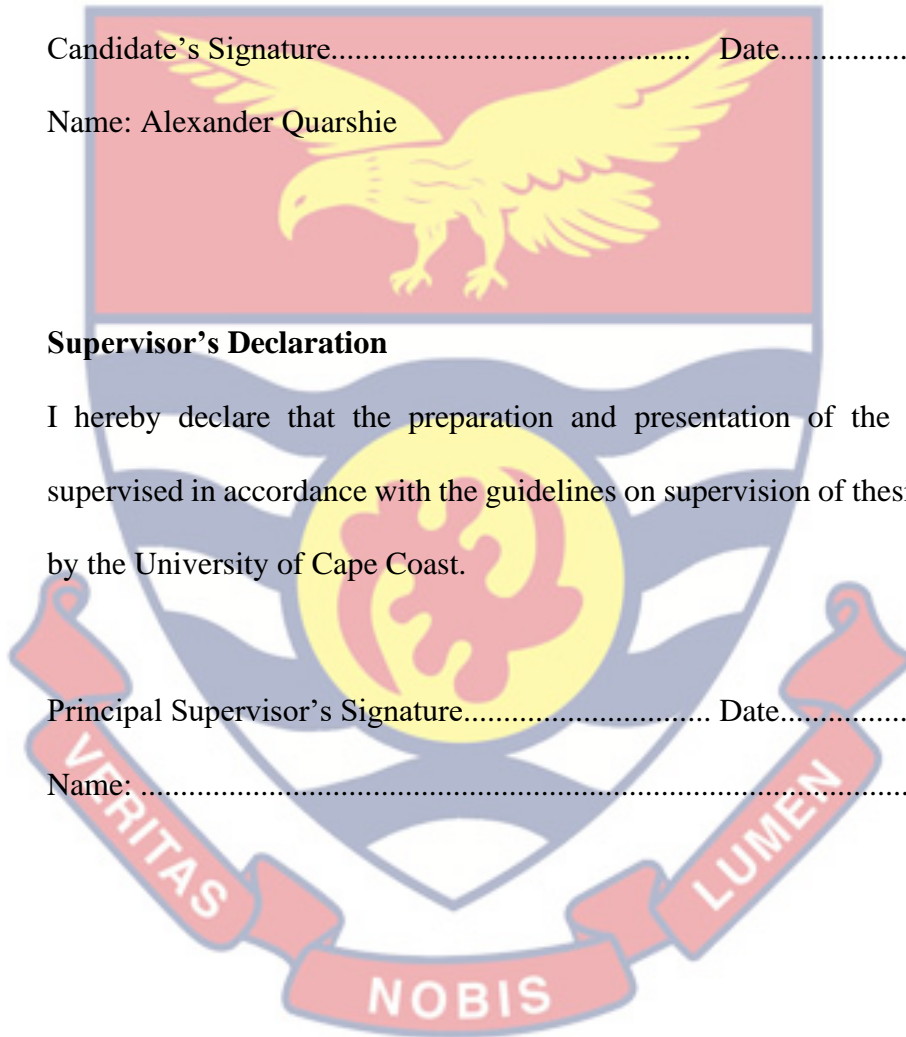 Candidate’s Signature............................................ Date................
Name: Alexander Quarshie
Supervisor’s Declaration
I hereby declare that the preparation and presentation of the
supervised in accordance with the guidelines on supervision of thesi
by the University of Cape Coast.
Principal Supervisor’s Signature.............................. Date................
Name: ..............................................................................................
VERITAS
NOBIS
LUMEN